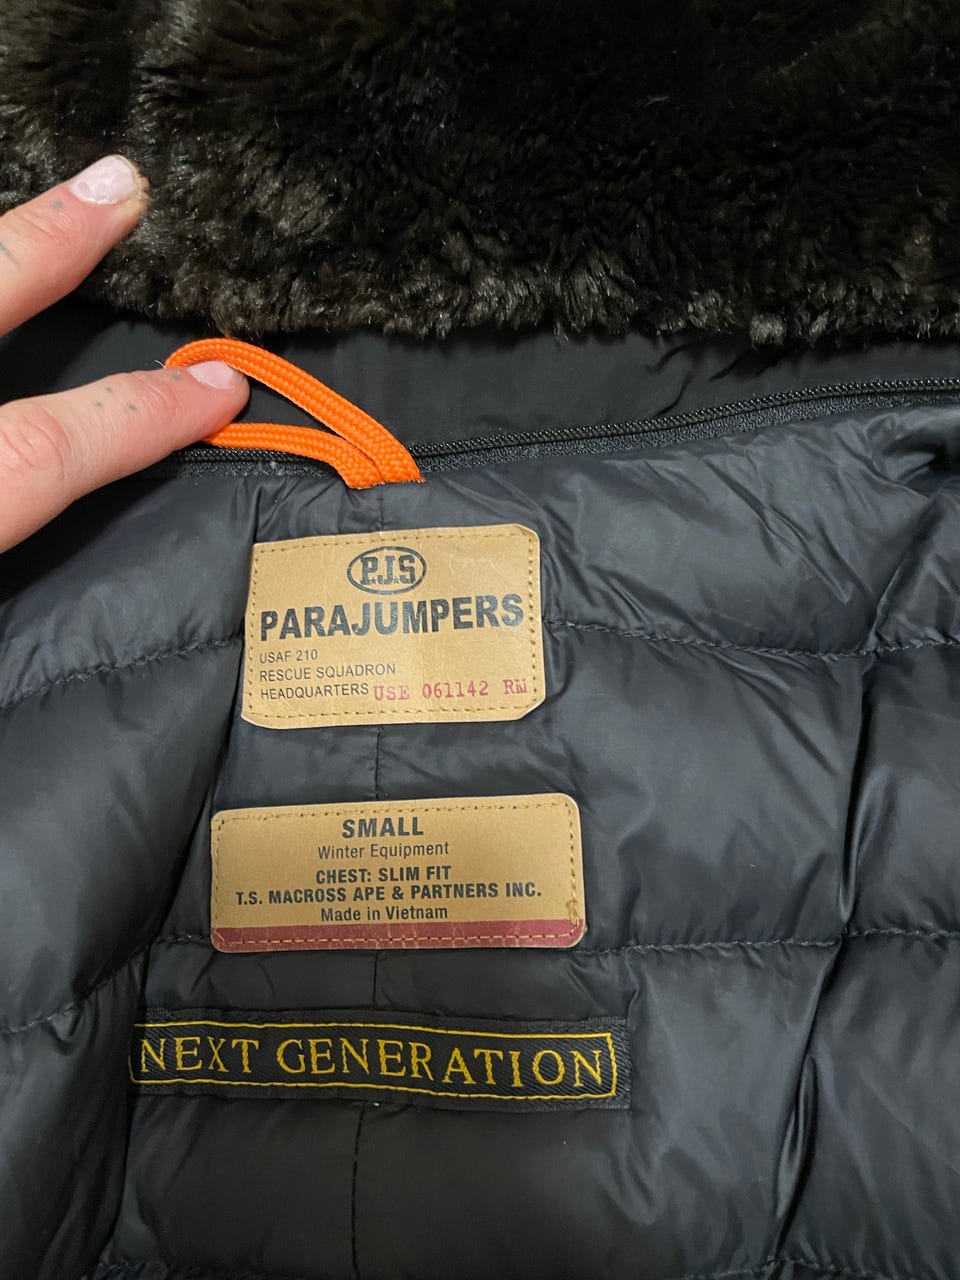 P.J.S
PARAJUMPERS
USAF 210
RESCUE SQUADRON
HEADQUARTERS USE 061142 RM
SMALL
Winter Equipment
CHEST: SLIM FIT
T.S. MACROSS APE & PARTNERS INC.
Made in Vietnam
NEXT GENERATION